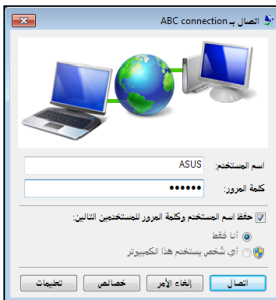 اتصال بـ ABC connection
اسم المستخدم: ASUS
كلمة المرور: ••••••
حفظ اسم المستخدم وكلمة المرور للمستخدمين التاليين:
أنا فقط
أي شخص يستخدم هذا الكمبيوتر
اتصال إلغاء الأمر خصائص تعليمات